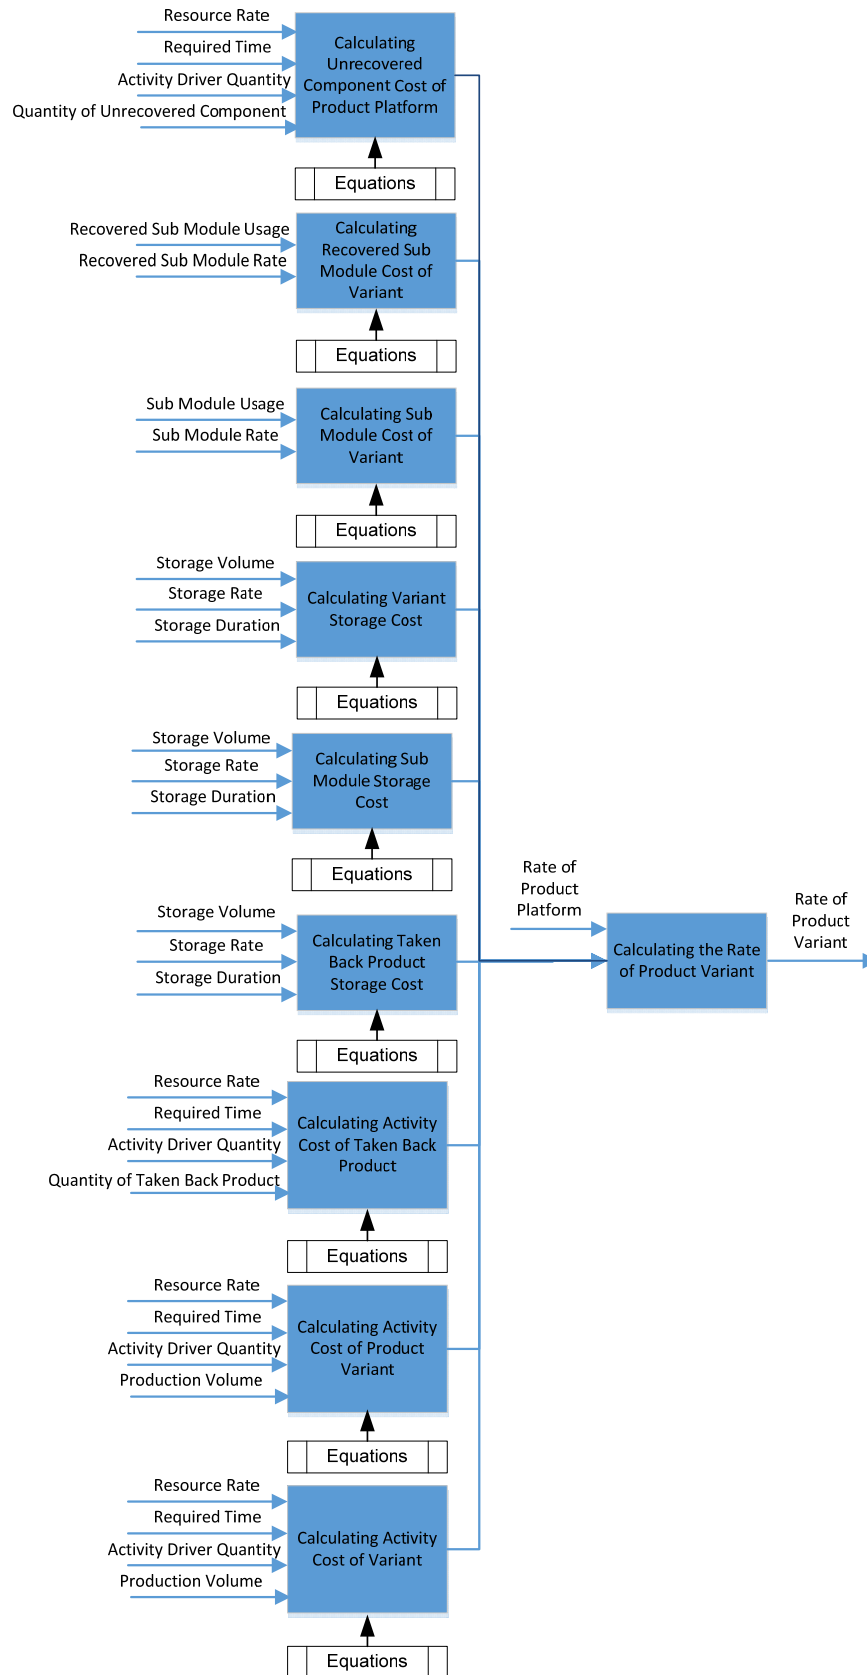 Resource Rate
Required Time
Activity Driver Quantity
Quantity of Unrecovered Component
Calculating
Unrecovered
Component Cost of
Product Platform
Equations
Recovered Sub Module Usage
Recovered Sub Module Rate
Calculating
Recovered Sub
Module Cost of
Variant
Equations
Sub Module Usage
Sub Module Rate
Calculating Sub
Module Cost of
Variant
Equations
Storage Volume
Storage Rate
Storage Duration
Calculating Variant
Storage Cost
Equations
Storage Volume
Storage Rate
Storage Duration
Calculating Sub
Module Storage
Cost
Equations
Storage Volume
Storage Rate
Storage Duration
Calculating Taken
Back Product
Storage Cost
Equations
Rate of
Product
Platform
Calculating the Rate
of Product Variant
Rate of
Product
Variant
Resource Rate
Required Time
Activity Driver Quantity
Quantity of Taken Back Product
Calculating Activity
Cost of Taken Back
Product
Equations
Resource Rate
Required Time
Activity Driver Quantity
Production Volume
Calculating Activity
Cost of Product
Variant
Equations
Resource Rate
Required Time
Activity Driver Quantity
Production Volume
Calculating Activity
Cost of Variant
Equations